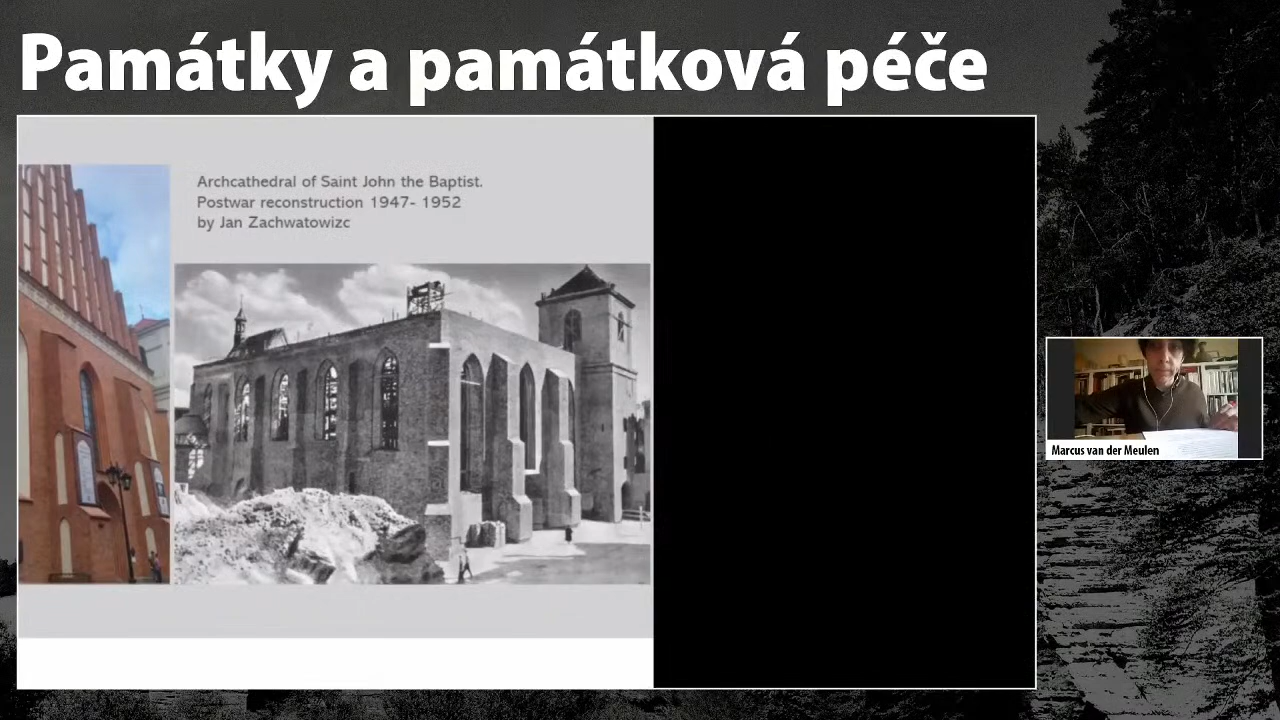 Památky a památková péče
Archcathedral of Saint John the Baptist.
Postwar reconstruction 1947- 1952
by Jan Zachwatowizc
Marcus van der Meulen